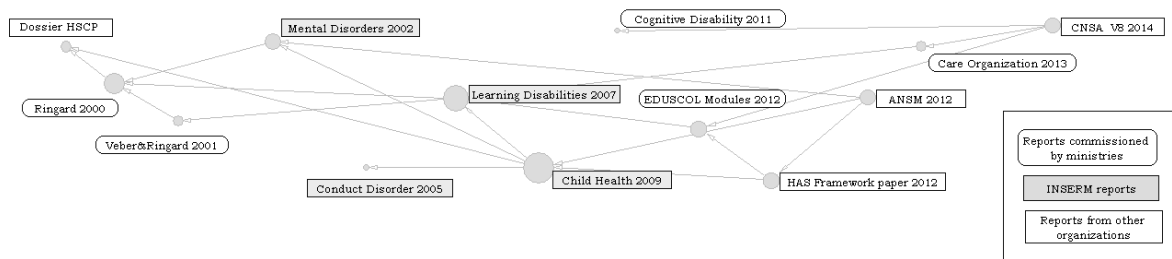 Dossier HSCP
Mental Disorders 2002
Cognitive Disability 2011
CNSA V8 2014
Care Organization 2013
Ringard 2000
Learning Disabilities 2007
EDUSCOL Modules 2012
ANSM 2012
Veber&Ringard 2001
Conduct Disorder 2005
Child Health 2009
HAS Framework paper 2012
Reports commissioned
by ministries
INSERM reports
Reports from other
organizations